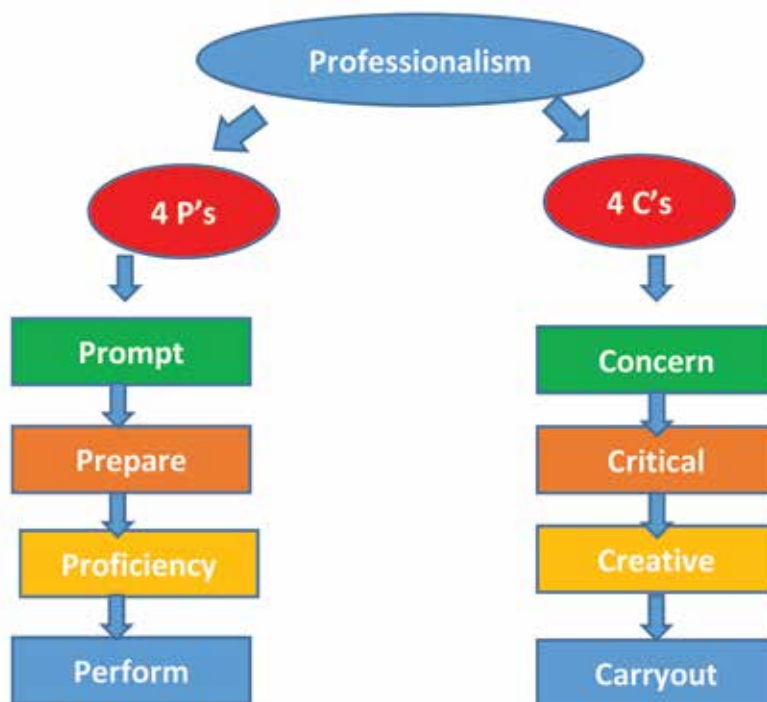 Professionalism
4 P's
4 C's
Prompt
Prepare
Proficiency
Perform
Concern
Critical
Creative
Carryout